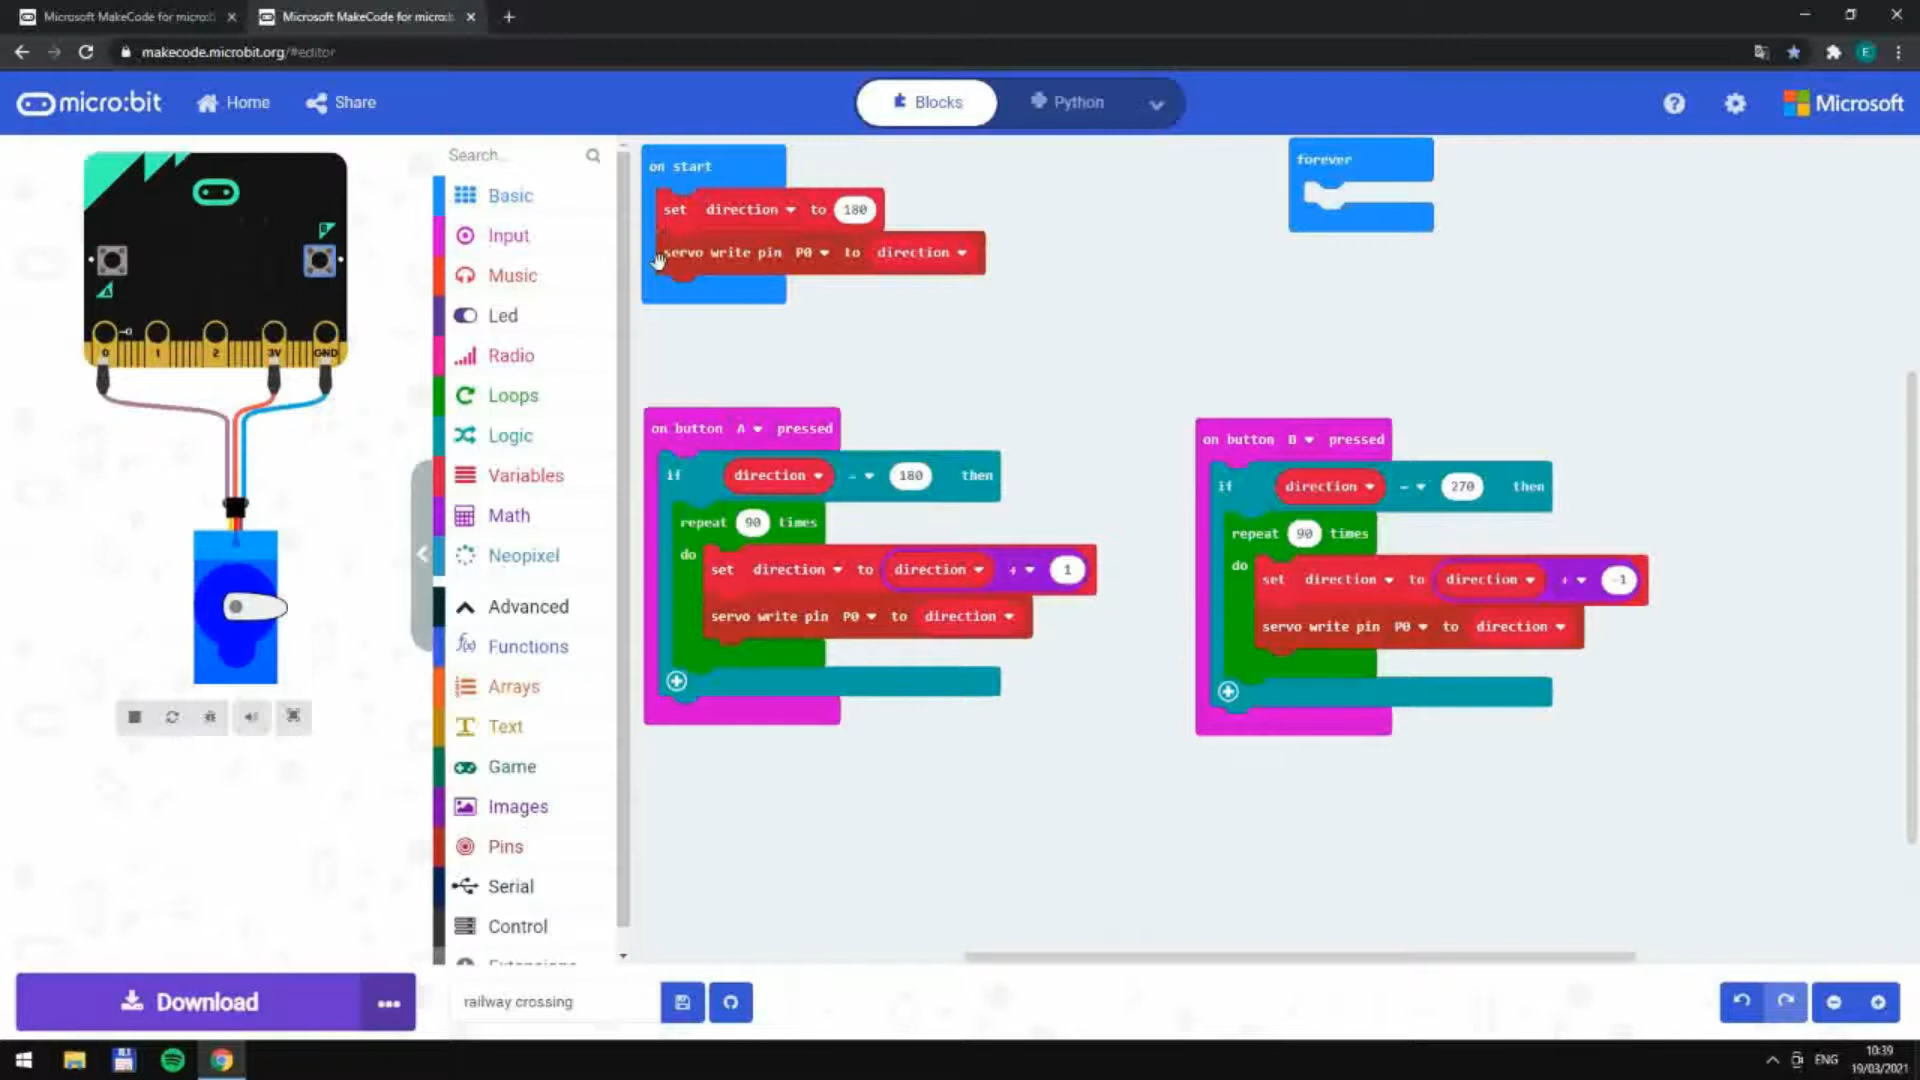 Microsoft MakeCode for micro:b
Microsoft MakeCode for micro:b
makecode.microbit.org/#editor
E
micro:bit
Home
Share
Blocks
Python
Microsoft
Search...
Basic
Input
Music
Led
Radio
Loops
Logic
Variables
Math
Neopixel
Advanced
Functions
Arrays
Text
Game
Images
Pins
Serial
Control
B
A
0
1
2
3V
GND
on start
set direction to 180
servo write pin P0 to direction
forever
on button A pressed
if direction = 180 then
repeat 90 times
do
set direction to direction + 1
servo write pin P0 to direction
on button B pressed
if direction = 270 then
repeat 90 times
do
set direction to direction + -1
servo write pin P0 to direction
Download
railway crossing
ENG
10:39
19/03/2021